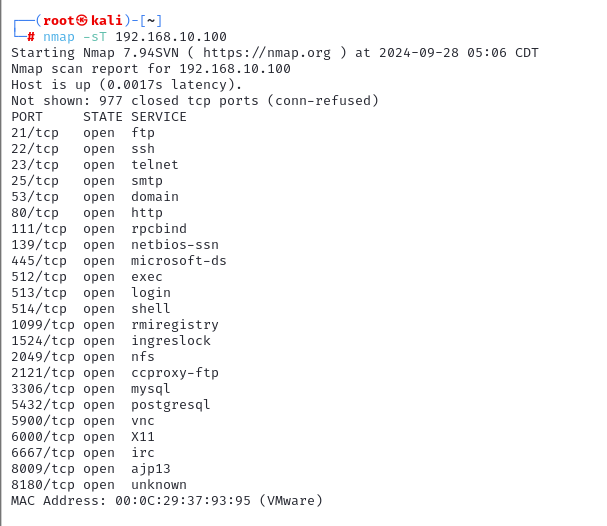 ┌──(root㉿kali)-[~]
└─# nmap -sT 192.168.10.100
Starting Nmap 7.94SVN ( https://nmap.org ) at 2024-09-28 05:06 CDT
Nmap scan report for 192.168.10.100
Host is up (0.0017s latency).
Not shown: 977 closed tcp ports (conn-refused)
PORT     STATE SERVICE
21/tcp   open  ftp
22/tcp   open  ssh
23/tcp   open  telnet
25/tcp   open  smtp
53/tcp   open  domain
80/tcp   open  http
111/tcp  open  rpcbind
139/tcp  open  netbios-ssn
445/tcp  open  microsoft-ds
512/tcp  open  exec
513/tcp  open  login
514/tcp  open  shell
1099/tcp open  rmiregistry
1524/tcp open  ingreslock
2049/tcp open  nfs
2121/tcp open  ccproxy-ftp
3306/tcp open  mysql
5432/tcp open  postgresql
5900/tcp open  vnc
6000/tcp open  X11
6667/tcp open  irc
8009/tcp open  ajp13
8180/tcp open  unknown
MAC Address: 00:0C:29:37:93:95 (VMware)